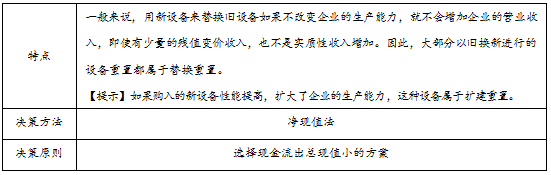 一般来说，用新设备来替换旧设备如果不改变企业的生产能力，就不会增加企业的营业收
入，即使有少量的残值变价收入，也不是实质性收入增加。因此，大部分以旧换新进行的
特点
设备重置都属于替换重置。
【提示】如果购入的新设备性能提高，扩大了企业的生产能力，这种设备属于扩建重置。
决策方法 净现值法
决策原则 选择现金流出总现值小的方案